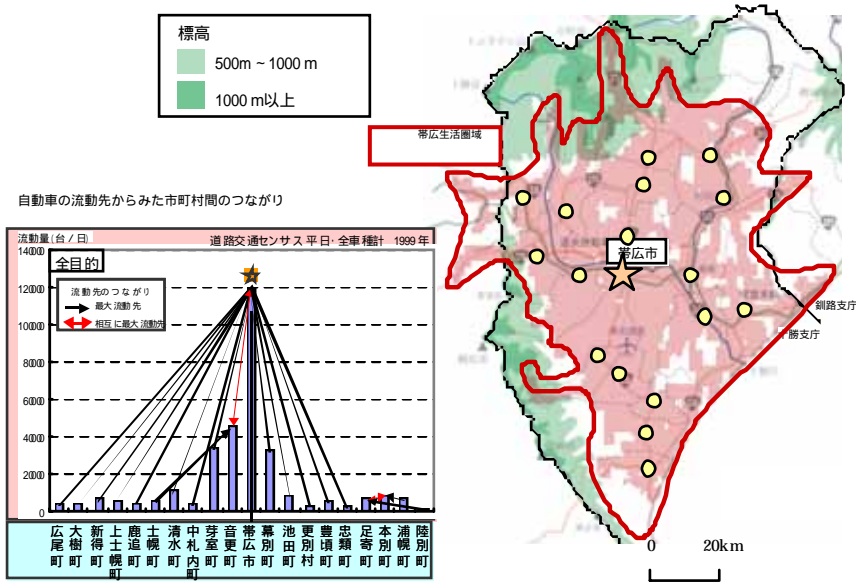 標高
500m ~ 1000 m
1000 m以上
帯広生活圏域
自動車の流動先からみた市町村間のつながり
流動量(台/日)
道路交通センサス 平日・全車種計 1999年
全目的
流動先のつながり
最大流動先
相互に最大流動先
14000
12000
10000
8000
6000
4000
2000
0
広尾町
大樹町
新得町
上士幌町
鹿追町
士幌町
清水町
中札内町
芽室町
音更町
帯広市
幕別町
池田町
更別村
豊頃町
忠類町
足寄町
本別町
浦幌町
陸別町
帯広市
釧路支庁
十勝支庁
0 20km